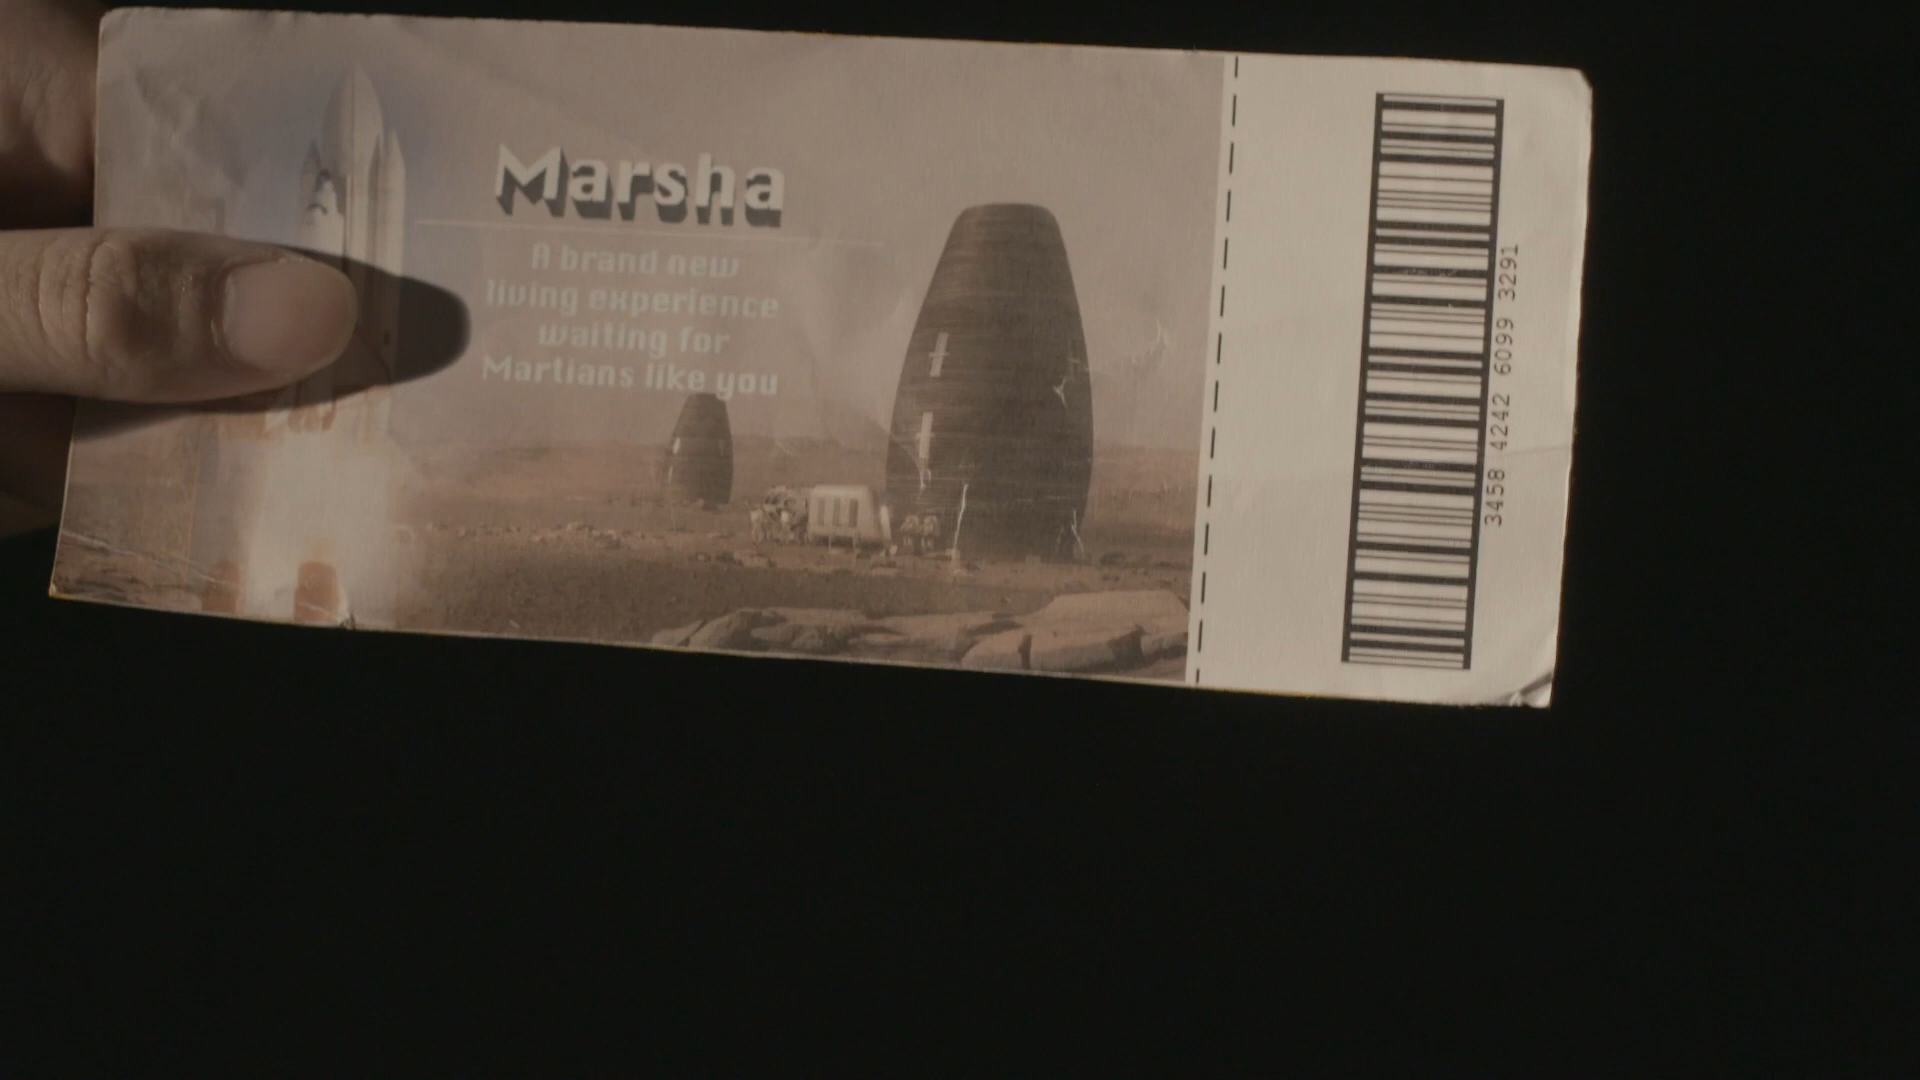 Marsha
A brand new
living experience
waiting for
Martians like you
3458 4242 6099 3291